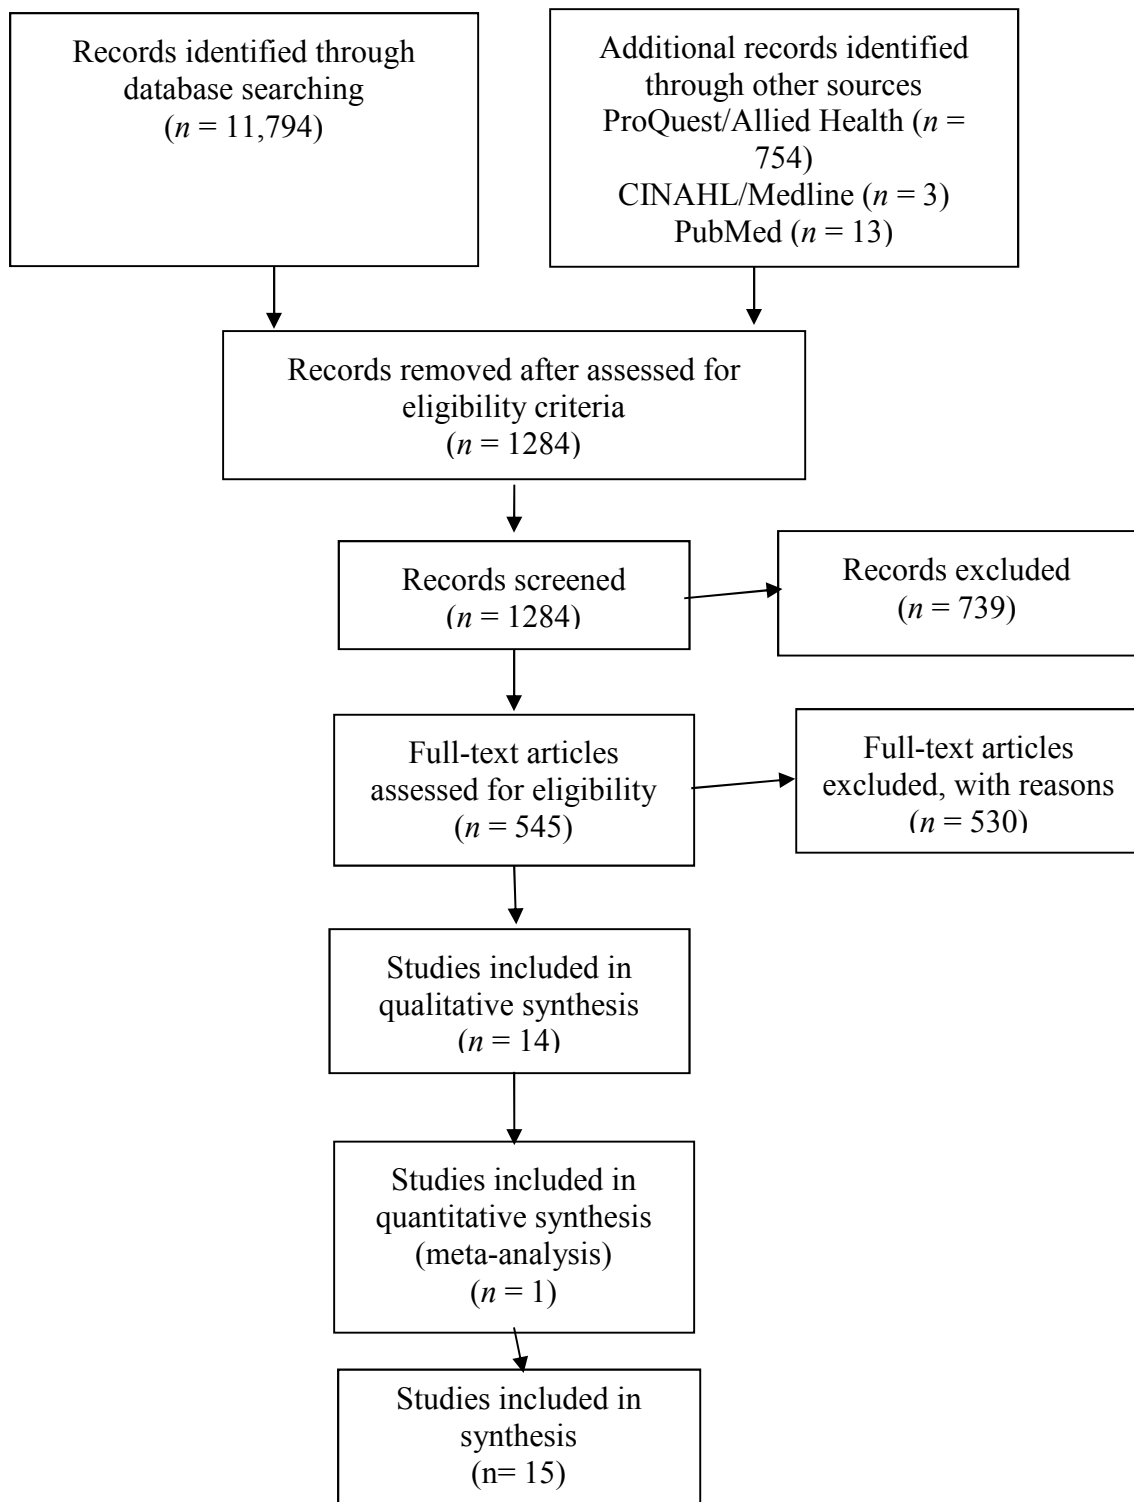 Records identified through
database searching
(n = 11,794)
Additional records identified
through other sources
ProQuest/Allied Health (n =
754)
CINAHL/Medline (n = 3)
PubMed (n = 13)
Records removed after assessed for
eligibility criteria
(n = 1284)
Records screened
(n = 1284)
Records excluded
(n = 739)
Full-text articles
assessed for eligibility
(n = 545)
Full-text articles
excluded, with reasons
(n = 530)
Studies included in
qualitative synthesis
(n = 14)
Studies included in
quantitative synthesis
(meta-analysis)
(n = 1)
Studies included in
synthesis
(n= 15)